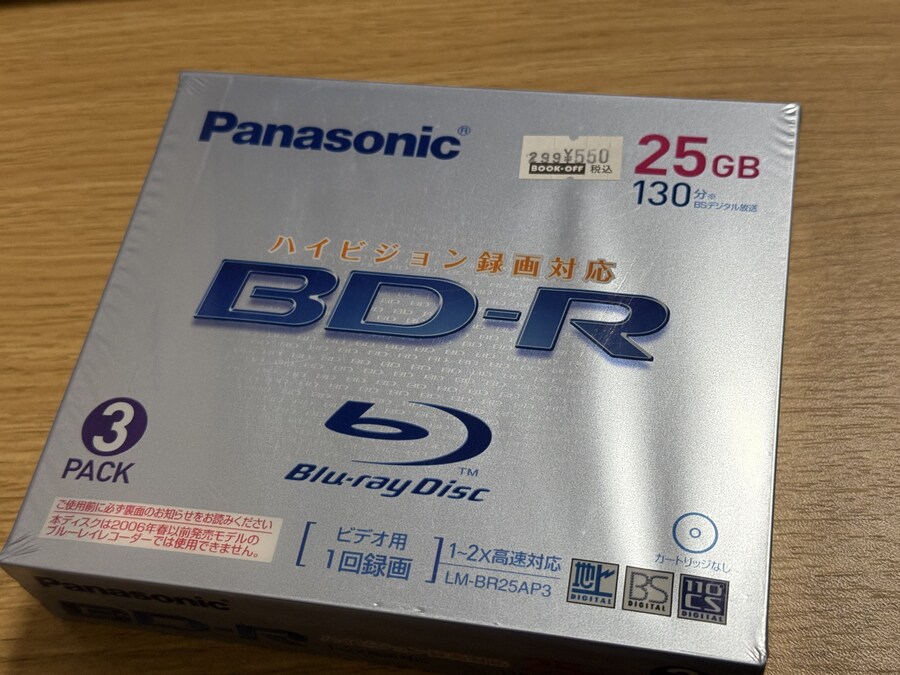 Panasonic®
299¥550
BOOK·OFF 税込
25GB
130分※
BSデジタル放送
ハイビジョン録画対応
BD-R
Blu-ray Disc™
3
PACK
ご使用前に必ず裏面のお知らせをお読みください
本ディスクは2006年春以前発売モデルの
ブルーレイレコーダーでは使用できません。
ビデオ用
1回録画
1~2X高速対応
LM-BR25AP3
カートリッジなし
地上
DIGITAL
BS
DIGITAL
110
CS
DIGITAL
Panasonic
BD-R